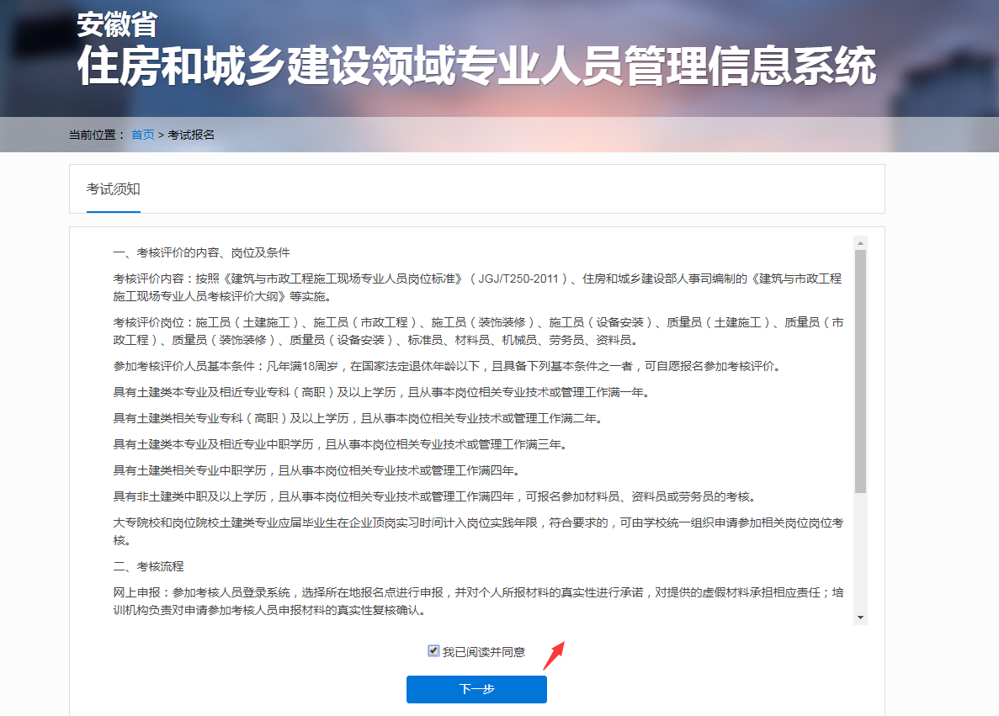 安徽省
住房和城乡建设领域专业人员管理信息系统
当前位置： 首页 > 考试报名
考试须知
一、考核评价的内容、岗位及条件
考核评价内容：按照《建筑与市政工程施工现场专业人员岗位标准》（JGJ/T250-2011）、住房和城乡建设部人事司编制的《建筑与市政工程
施工现场专业人员考核评价大纲》等实施。
考核评价岗位：施工员（土建施工）、施工员（市政工程）、施工员（装饰装修）、施工员（设备安装）、质量员（土建施工）、质量员（市
政工程）、质量员（装饰装修）、质量员（设备安装）、标准员、材料员、机械员、劳务员、资料员。
参加考核评价人员基本条件：凡年满18周岁，在国家法定退休年龄以下，且具备下列基本条件之一者，可自愿报名参加考核评价。
具有土建类本专业及相近专业专科（高职）及以上学历，且从事本岗位相关专业技术或管理工作满一年。
具有土建类相关专业专科（高职）及以上学历，且从事本岗位相关专业技术或管理工作满二年。
具有土建类本专业及相近专业中职学历，且从事本岗位相关专业技术或管理工作满三年。
具有土建类相关专业中职学历，且从事本岗位相关专业技术或管理工作满四年。
具有非土建类中职及以上学历，且从事本岗位相关专业技术或管理工作满四年，可报名参加材料员、资料员或劳务员的考核。
大专院校和岗位院校土建类专业应届毕业生在企业顶岗实习时间计入岗位实践年限，符合要求的，可由学校统一组织申请参加相关岗位岗位考
核。
二、考核流程
网上申报：参加考核人员登录系统，选择所在地报名点进行申报，并对个人所报材料的真实性进行承诺，对提供的虚假材料承担相应责任；培
训机构负责对申请参加考核人员申报材料的真实性复核确认。
我已阅读并同意
下一步